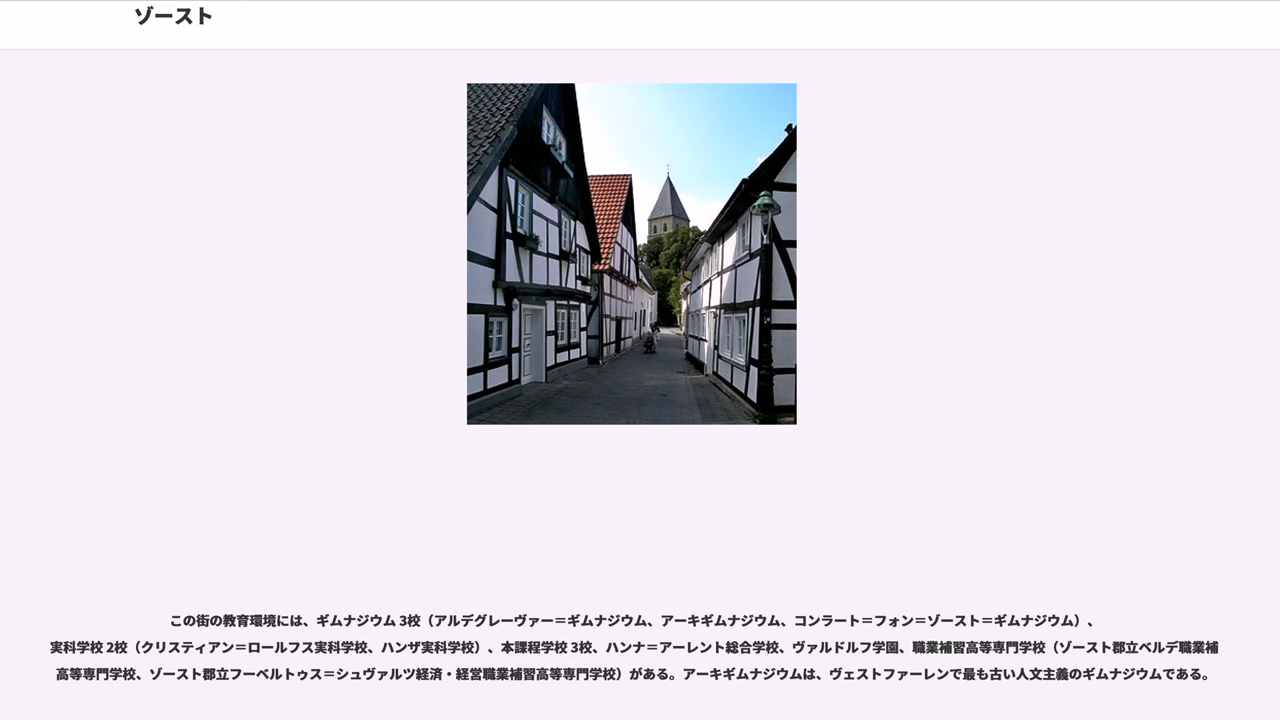 ゾースト
この街の教育環境には、ギムナジウム 3校（アルデグレーヴァー＝ギムナジウム、アーキギムナジウム、コンラート＝フォン＝ゾースト＝ギムナジウム）、
実科学校 2校（クリスティアン＝ロールフス実科学校、ハンザ実科学校）、本課程学校 3校、ハンナ＝アーレント総合学校、ヴァルドルフ学園、職業補習高等専門学校（ゾースト郡立ベルデ職業補
高等専門学校、ゾースト郡立フーベルトゥス＝シュヴァルツ経済・経営職業補習高等専門学校）がある。アーキギムナジウムは、ヴェストファーレンで最も古い人文主義のギムナジウムである。